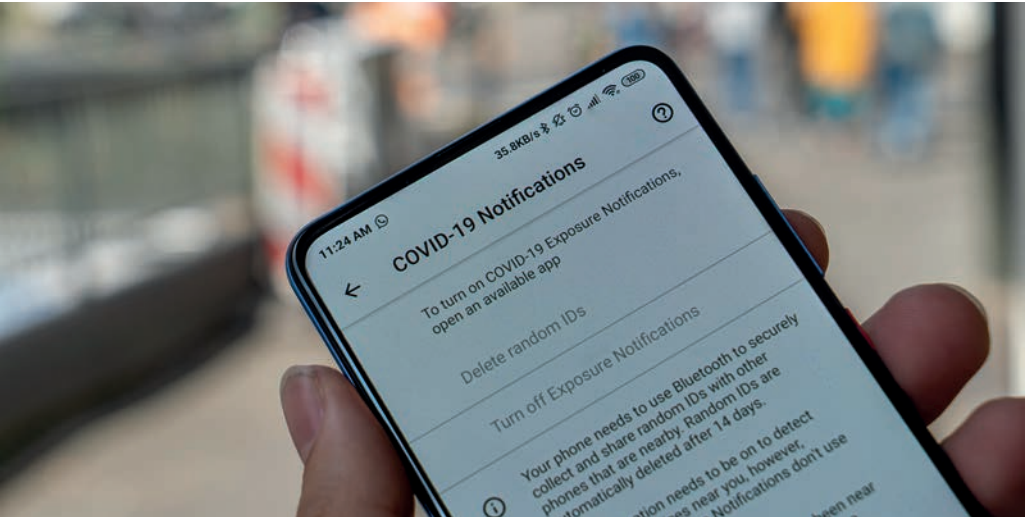 11:24 AM
35.8KB/s 100
COVID-19 Notifications
To turn on COVID-19 Exposure Notifications,
open an available app
Delete random IDs
Turn off Exposure Notifications
Your phone needs to use Bluetooth to securely
collect and share random IDs with other
phones that are nearby. Random IDs are
automatically deleted after 14 days.
needs to be on to detect
near you, however,
Notifications don't use
been near